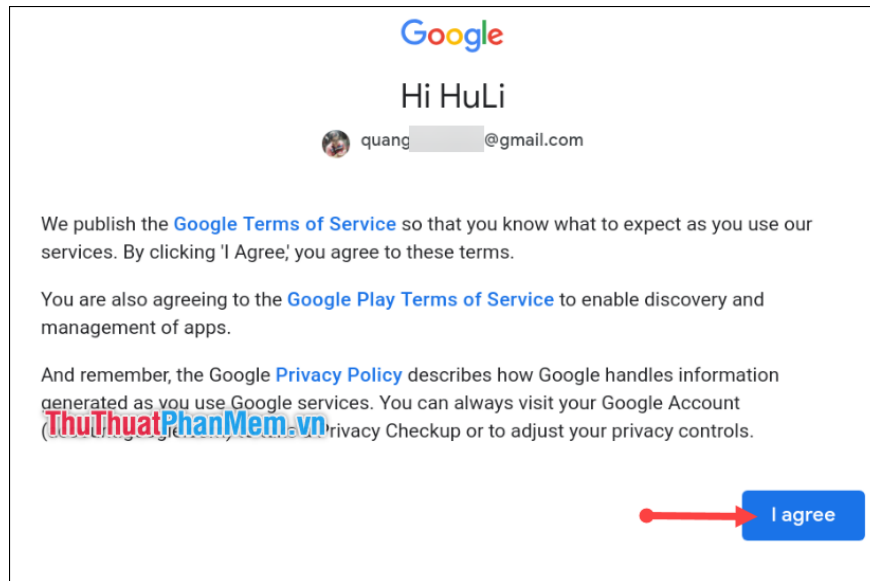 Google
Hi HuLi
quang @gmail.com
We publish the Google Terms of Service so that you know what to expect as you use our
services. By clicking 'I Agree,' you agree to these terms.
You are also agreeing to the Google Play Terms of Service to enable discovery and
management of apps.
And remember, the Google Privacy Policy describes how Google handles information
generated as you use Google services. You can always visit your Google Account
ThuThuatPhanMem.vn
Privacy Checkup or to adjust your privacy controls.
I agree